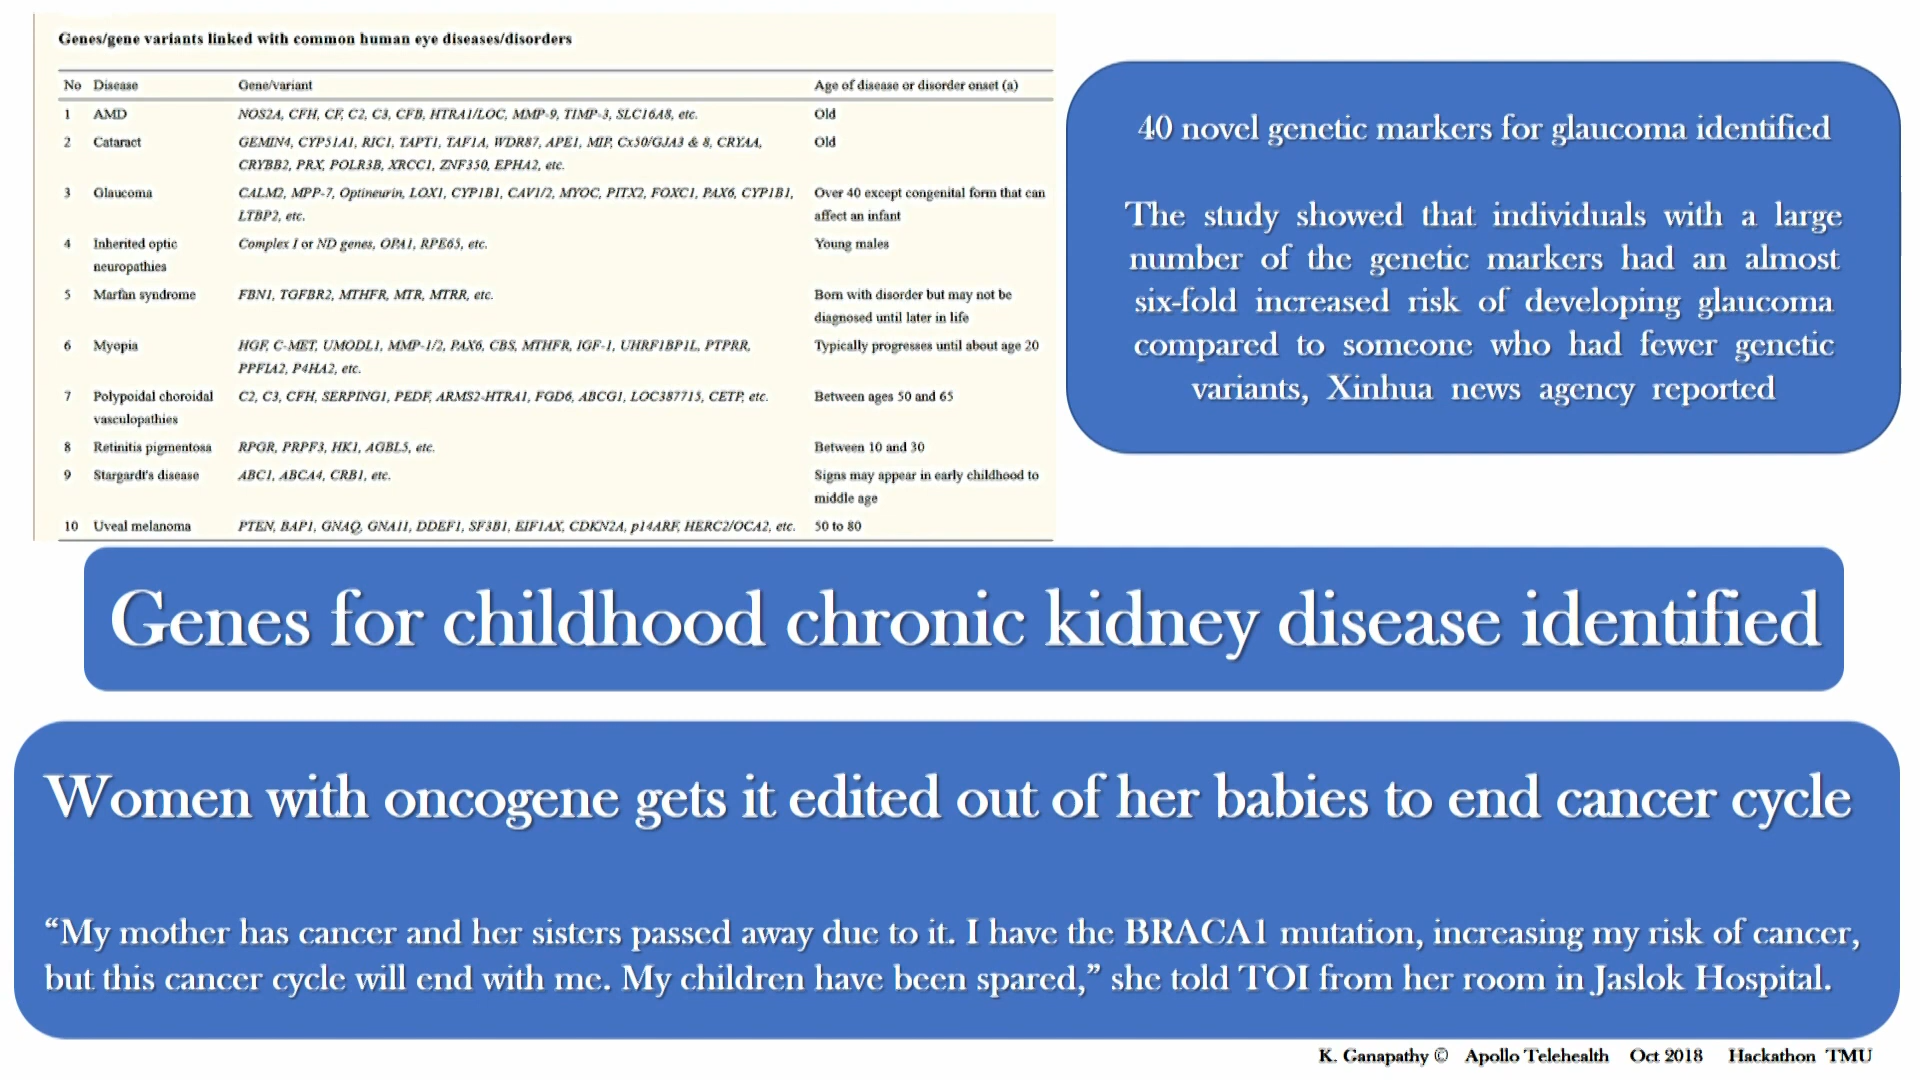 Genes/gene variants linked with common human eye diseases/disorders
No Disease Gene/variant Age of disease or disorder onset (a)
1 AMD NOS2A, CFH, CF, C2, C3, CFB, HTRA1/LOC, MMP-9, TIMP-3, SLC16A8, etc. Old
2 Cataract GEMIN4, CYP51A1, RIC1, TAPT1, TAF1A, WDR87, APE1, MIP, Cx50/GJA3 & 8, CRYAA, Old
CRYBB2, PRX, POLR3B, XRCC1, ZNF350, EPHA2, etc.
3 Glaucoma CALM2, MPP-7, Optineurin, LOX1, CYP1B1, CAV1/2, MYOC, PITX2, FOXC1, PAX6, CYP1B1, Over 40 except congenital form that can
LTBP2, etc. affect an infant
4 Inherited optic Complex I or ND genes, OPA1, RPE65, etc. Young males
neuropathies
5 Marfan syndrome FBN1, TGFBR2, MTHFR, MTR, MTRR, etc. Born with disorder but may not be
diagnosed until later in life
6 Myopia HGF, C-MET, UMODL1, MMP-1/2, PAX6, CBS, MTHFR, IGF-1, UHRF1BP1L, PTPRR, Typically progresses until about age 20
PPFIA2, P4HA2, etc.
7 Polypoidal choroidal C2, C3, CFH, SERPING1, PEDF, ARMS2-HTRA1, FGD6, ABCG1, LOC387715, CETP, etc. Between ages 50 and 65
vasculopathies
8 Retinitis pigmentosa RPGR, PRPF3, HK1, AGBL5, etc. Between 10 and 30
9 Stargardt's disease ABC1, ABCA4, CRB1, etc. Signs may appear in early childhood to
middle age
10 Uveal melanoma PTEN, BAP1, GNAQ, GNA11, DDEF1, SF3B1, EIF1AX, CDKN2A, p14ARF, HERC2/OCA2, etc. 50 to 80
40 novel genetic markers for glaucoma identified
The study showed that individuals with a large
number of the genetic markers had an almost
six-fold increased risk of developing glaucoma
compared to someone who had fewer genetic
variants, Xinhua news agency reported
Genes for childhood chronic kidney disease identified
Women with oncogene gets it edited out of her babies to end cancer cycle
“My mother has cancer and her sisters passed away due to it. I have the BRACA1 mutation, increasing my risk of cancer,
but this cancer cycle will end with me. My children have been spared,” she told TOI from her room in Jaslok Hospital.
K. Ganapathy © Apollo Telehealth Oct 2018 Hackathon TMU